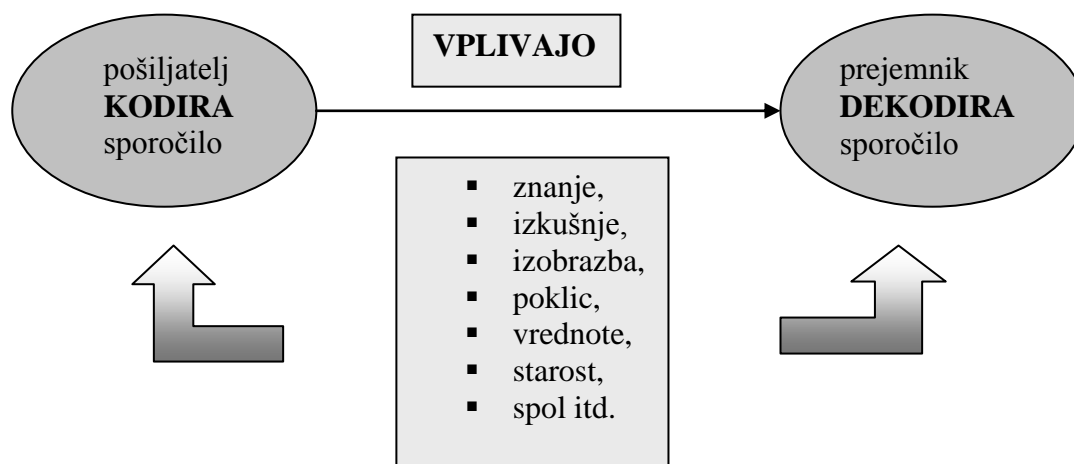 pošiljatelj
KODIRA
sporočilo
VPLIVAJO
prejemnik
DEKODIRA
sporočilo
▪ znanje,
▪ izkušnje,
▪ izobrazba,
▪ poklic,
▪ vrednote,
▪ starost,
▪ spol itd.